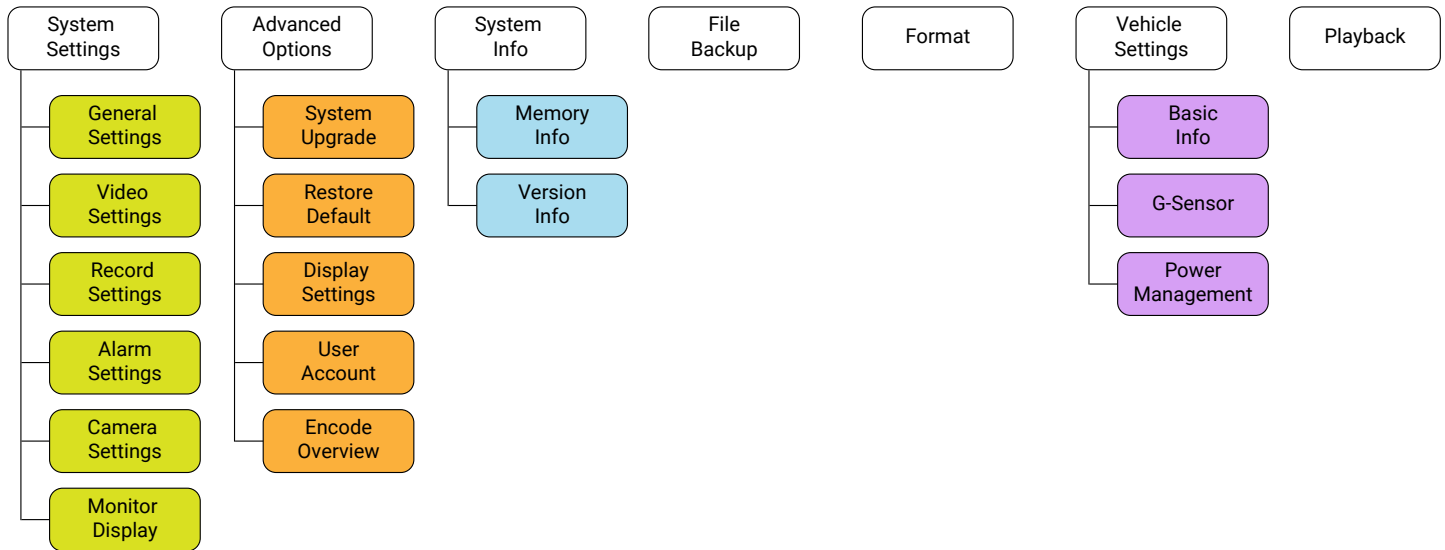 System
Settings
Advanced
Options
System
Info
File
Backup
Format
Vehicle
Settings
Playback
General
Settings
Video
Settings
Record
Settings
Alarm
Settings
Camera
Settings
Monitor
Display
System
Upgrade
Restore
Default
Display
Settings
User
Account
Encode
Overview
Memory
Info
Version
Info
Basic
Info
G-Sensor
Power
Management